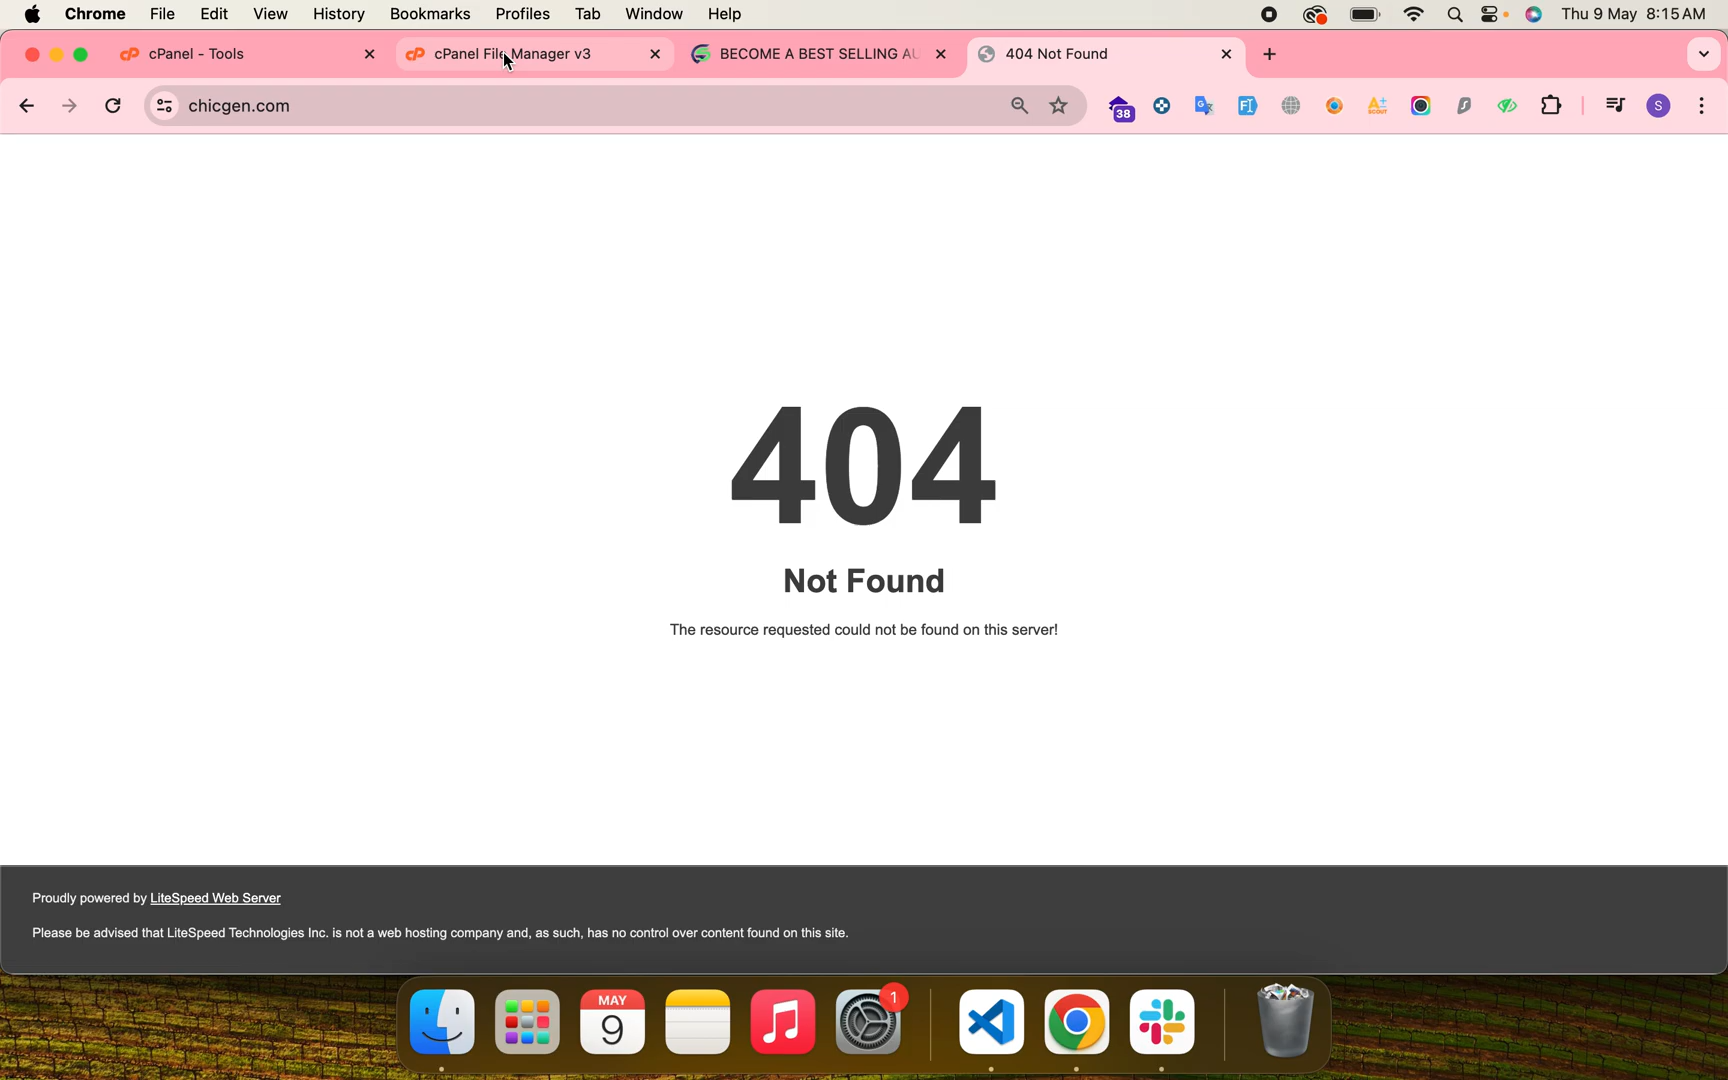 Chrome File Edit View History Bookmarks Profiles Tab Window Help Thu 9 May 8:15 AM
cPanel - Tools cPanel File Manager v3 BECOME A BEST SELLING AU 404 Not Found
chicgen.com 38 S
404
Not Found
The resource requested could not be found on this server!
Proudly powered by LiteSpeed Web Server
Please be advised that LiteSpeed Technologies Inc. is not a web hosting company and, as such, has no control over content found on this site.
MAY
9
1